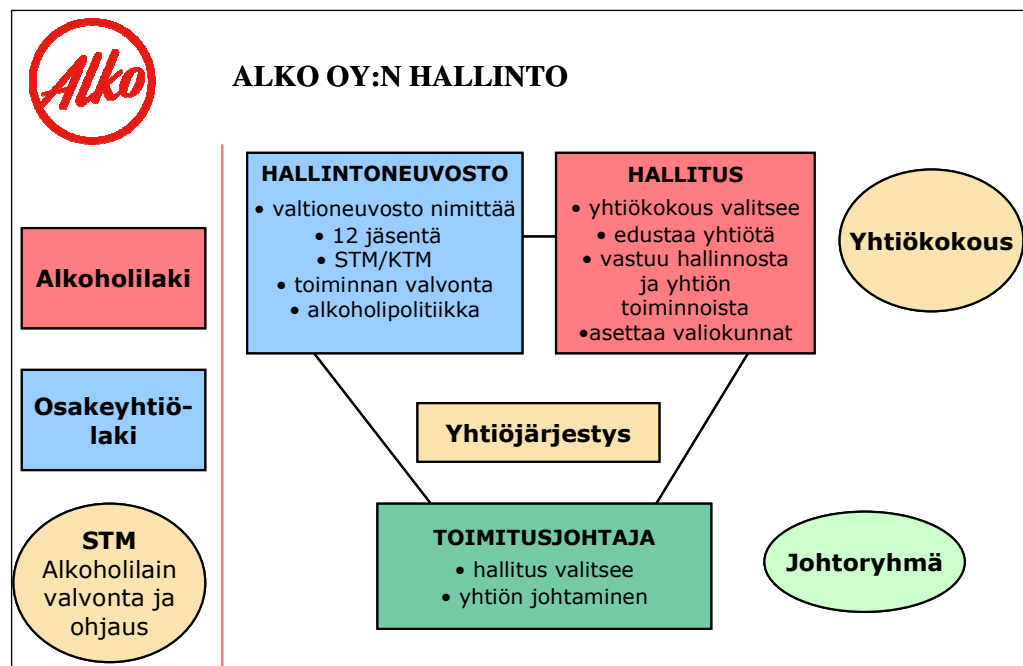 Alko
ALKO OY:N HALLINTO
Alkoholilaki
Osakeyhtiö-
laki
STM
Alkoholilain
valvonta ja
ohjaus
HALLINTONEUVOSTO
• valtioneuvosto nimittää
• 12 jäsentä
• STM/KTM
• toiminnan valvonta
• alkoholipolitiikka
HALLITUS
• yhtiökokous valitsee
• edustaa yhtiötä
• vastuu hallinnosta
ja yhtiön
toiminnoista
•asettaa valiokunnat
Yhtiökokous
Yhtiöjärjestys
TOIMITUSJOHTAJA
• hallitus valitsee
• yhtiön johtaminen
Johtoryhmä